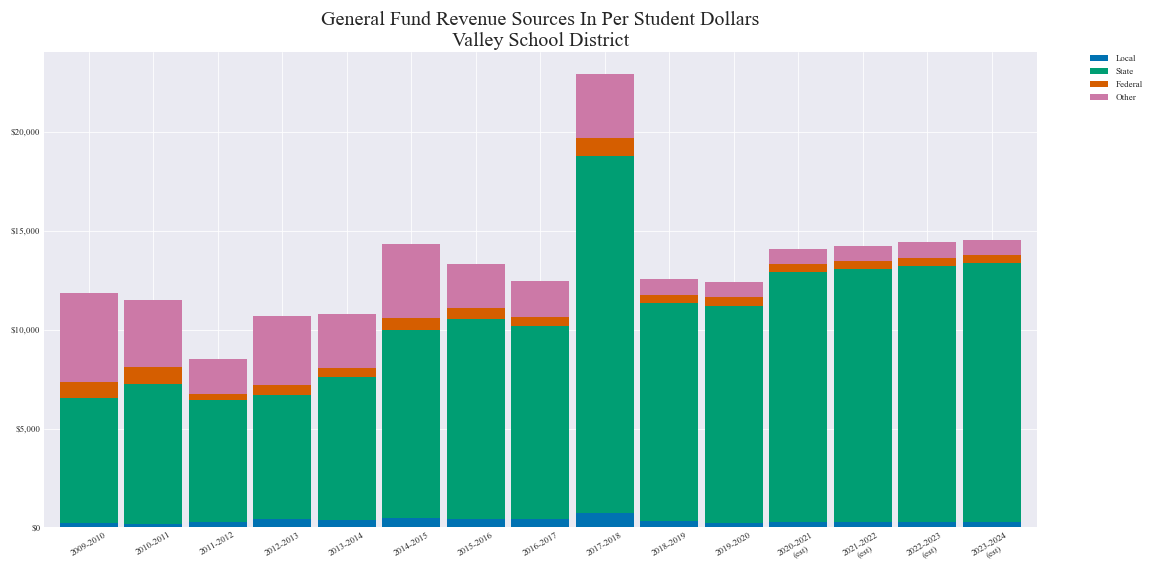 General Fund Revenue Sources In Per Student Dollars
Valley School District
Local
State
Federal
Other
$20,000
$15,000
$10,000
$5,000
$0
2009-2010
2010-2011
2011-2012
2012-2013
2013-2014
2014-2015
2015-2016
2016-2017
2017-2018
2018-2019
2019-2020
2020-2021
(est)
2021-2022
(est)
2022-2023
(est)
2023-2024
(est)